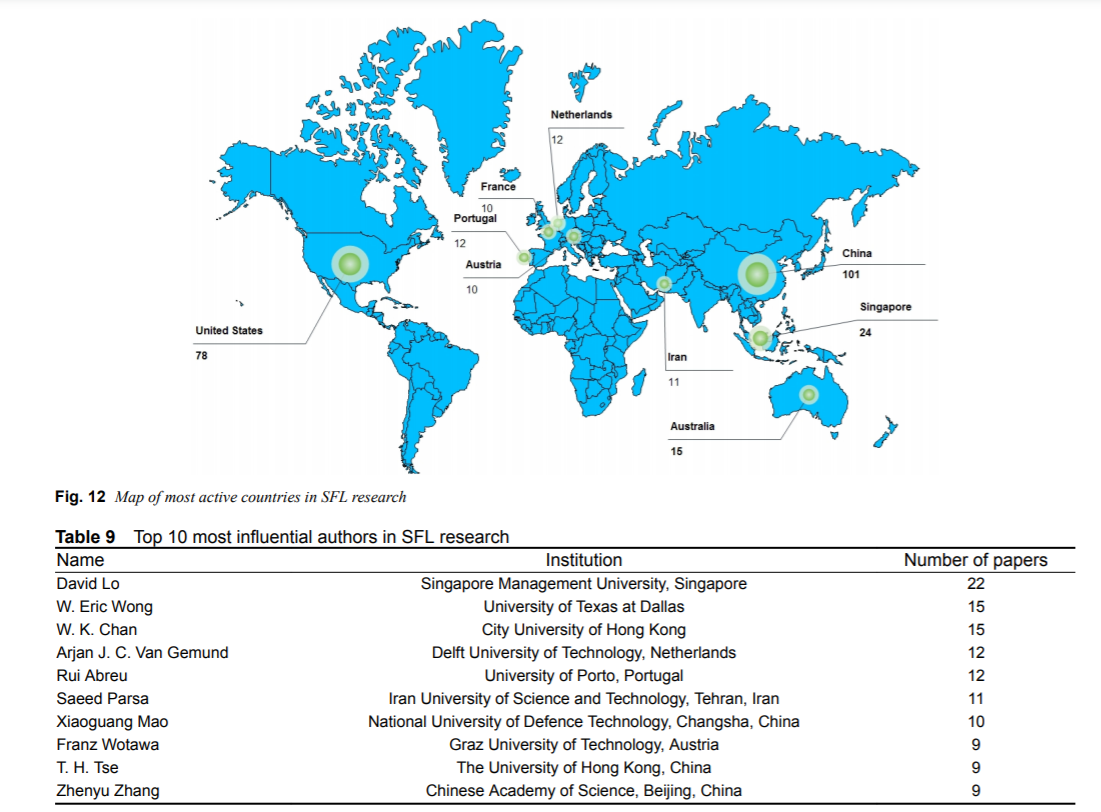 Netherlands
12
France
10
Portugal
12
Austria
10
China
101
Singapore
24
United States
78
Iran
11
Australia
15
Fig. 12 Map of most active countries in SFL research
Table 9 Top 10 most influential authors in SFL research
Name Institution Number of papers
David Lo Singapore Management University, Singapore 22
W. Eric Wong University of Texas at Dallas 15
W. K. Chan City University of Hong Kong 15
Arjan J. C. Van Gemund Delft University of Technology, Netherlands 12
Rui Abreu University of Porto, Portugal 12
Saeed Parsa Iran University of Science and Technology, Tehran, Iran 11
Xiaoguang Mao National University of Defence Technology, Changsha, China 10
Franz Wotawa Graz University of Technology, Austria 9
T. H. Tse The University of Hong Kong, China 9
Zhenyu Zhang Chinese Academy of Science, Beijing, China 9